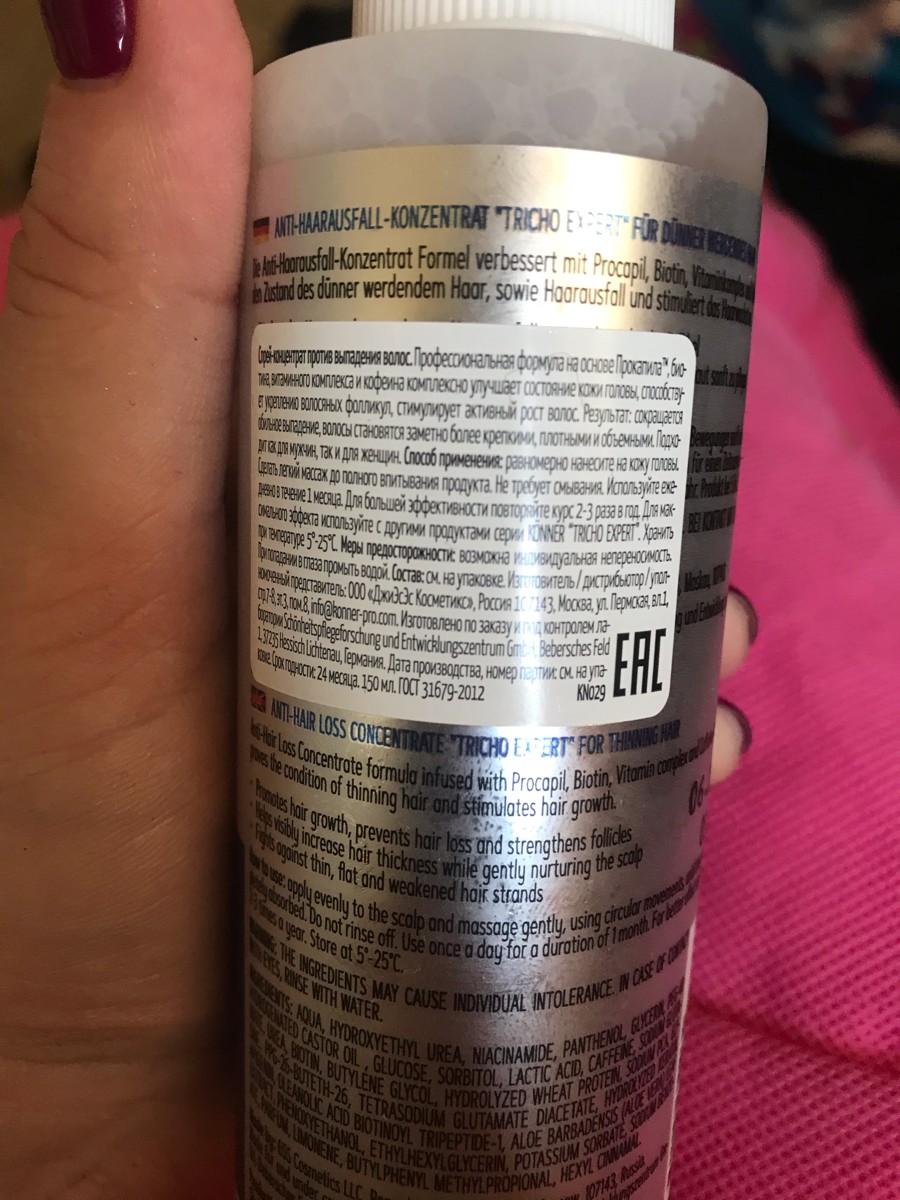 ANTI-HAARAUSFALL-KONZENTRAT "TRICHO EXPERT" FÜR DÜNNER WERDENDES
Die Anti-Haarausfall-Konzentrat Formel verbessert mit Procapil, Biotin, Vitaminkomplex und
den Zustand des dünner werdendem Haar, sowie Haarausfall und stimuliert das Haarwachstum
Спрей-концентрат против выпадения волос. Профессиональная формула на основе Прокапила™, био-
тина, витаминного комплекса и кофеина комплексно улучшает состояние кожи головы, способству-
ет укреплению волосяных фолликул, стимулирует активный рост волос. Результат: сокращается
обильное выпадение, волосы становятся заметно более крепкими, плотными и объемными. Подхо-
дит как для мужчин, так и для женщин. Способ применения: равномерно нанесите на кожу головы.
Сделать легкий массаж до полного впитывания продукта. Не требует смывания. Используйте еже-
дневно в течение 1 месяца. Для большей эффективности повторяйте курс 2-3 раза в год. Для мак-
симального эффекта используйте с другими продуктами серии KÖNNER "TRICHO EXPERT". Хранить
при температуре 5°-25°C. Меры предосторожности: возможна индивидуальная непереносимость.
При попадании в глаза промыть водой. Состав: см. на упаковке. Изготовитель / дистрибьютор / упол-
номоченный представитель: ООО «ДжиЭсЭс Косметикс», Россия 107143, Москва, ул. Пермская, вл.1,
стр.7-8, эт.3, пом.8, info@konner-pro.com. Изготовлено по заказу и под контролем ла-
боратории Schönheitspflegeforschung und Entwicklungszentrum GmbH, Bebersches Feld
1, 37235 Hessisch Lichtenau, Германия. Дата производства, номер партии: см. на упа-
ковке. Срок годности: 24 месяца. 150 мл. ГОСТ 31679-2012
KN029
EAC
ANTI-HAIR LOSS CONCENTRATE "TRICHO EXPERT" FOR THINNING HAIR
Anti-Hair Loss Concentrate formula infused with Procapil, Biotin, Vitamin complex and
proves the condition of thinning hair and stimulates hair growth.
- Promotes hair growth, prevents hair loss and strengthens follicles
- Helps visibly increase hair thickness while gently nurturing the scalp
- Fights against thin, flat and weakened hair strands
How to use: apply evenly to the scalp and massage gently, using circular movements,
absorbed. Do not rinse off. Use once a day for a duration of 1 month. For better
2-3 times a year. Store at 5°-25°C.
WARNING: THE INGREDIENTS MAY CAUSE INDIVIDUAL INTOLERANCE. IN CASE OF CONTACT
WITH EYES, RINSE WITH WATER.
INGREDIENTS: AQUA, HYDROXYETHYL UREA, NIACINAMIDE, PANTHENOL, GLYCERIN,
HYDROGENATED CASTOR OIL, GLUCOSE, SORBITOL, LACTIC ACID, CAFFEINE, SODIUM
UREA, BIOTIN, BUTYLENE GLYCOL, HYDROLYZED WHEAT PROTEIN, SODIUM PCA,
PPG-26-BUTETH-26, TETRASODIUM GLUTAMATE DIACETATE, HYDROLYZED
APIGENIN, OLEANOLIC ACID BIOTINOYL TRIPEPTIDE-1, ALOE BARBADENSIS (ALOE VERA)
PHENOXYETHANOL, ETHYLHEXYLGLYCERIN, POTASSIUM SORBATE, SODIUM
PARFUM, LIMONENE, BUTYLPHENYL METHYLPROPIONAL, HEXYL CINNAMAL.
Cosmetics LLC,
107143, Russia